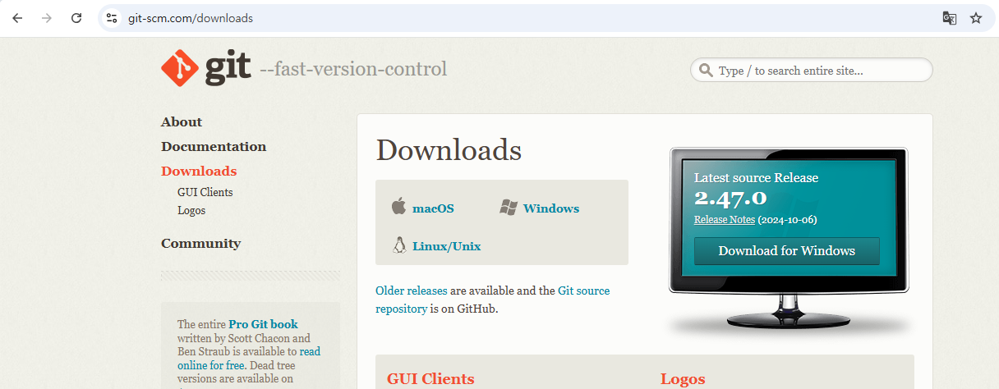 git-scm.com/downloads
git --fast-version-control
Type / to search entire site...
About
Documentation
Downloads
GUI Clients
Logos
Community
The entire Pro Git book
written by Scott Chacon and
Ben Straub is available to read
online for free. Dead tree
versions are available on
Downloads
macOS
Windows
Linux/Unix
Older releases are available and the Git source
repository is on GitHub.
Latest source Release
2.47.0
Release Notes (2024-10-06)
Download for Windows
GUI Clients
Logos